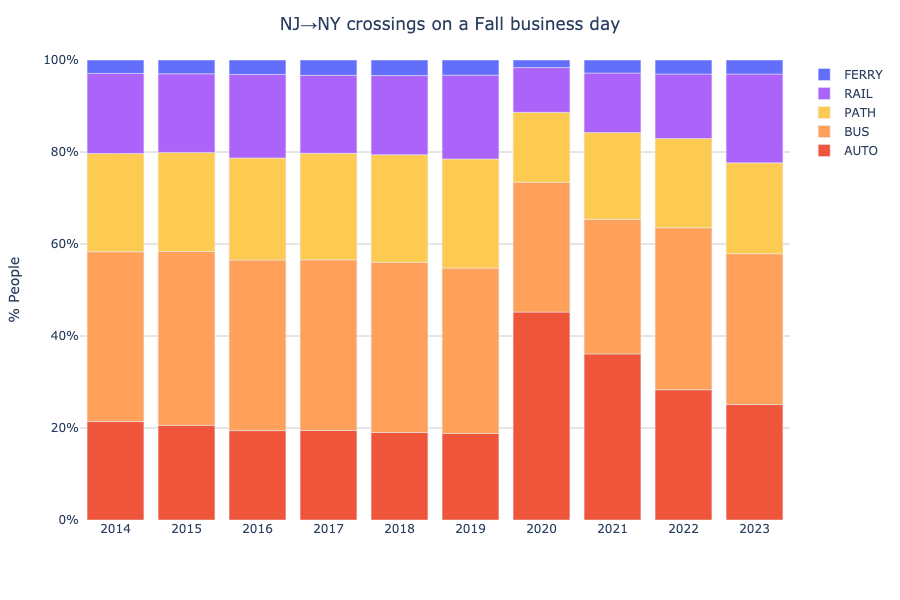 NJ→NY crossings on a Fall business day
100%
80%
60%
40%
20%
0%
% People
2014 2015 2016 2017 2018 2019 2020 2021 2022 2023
FERRY
RAIL
PATH
BUS
AUTO